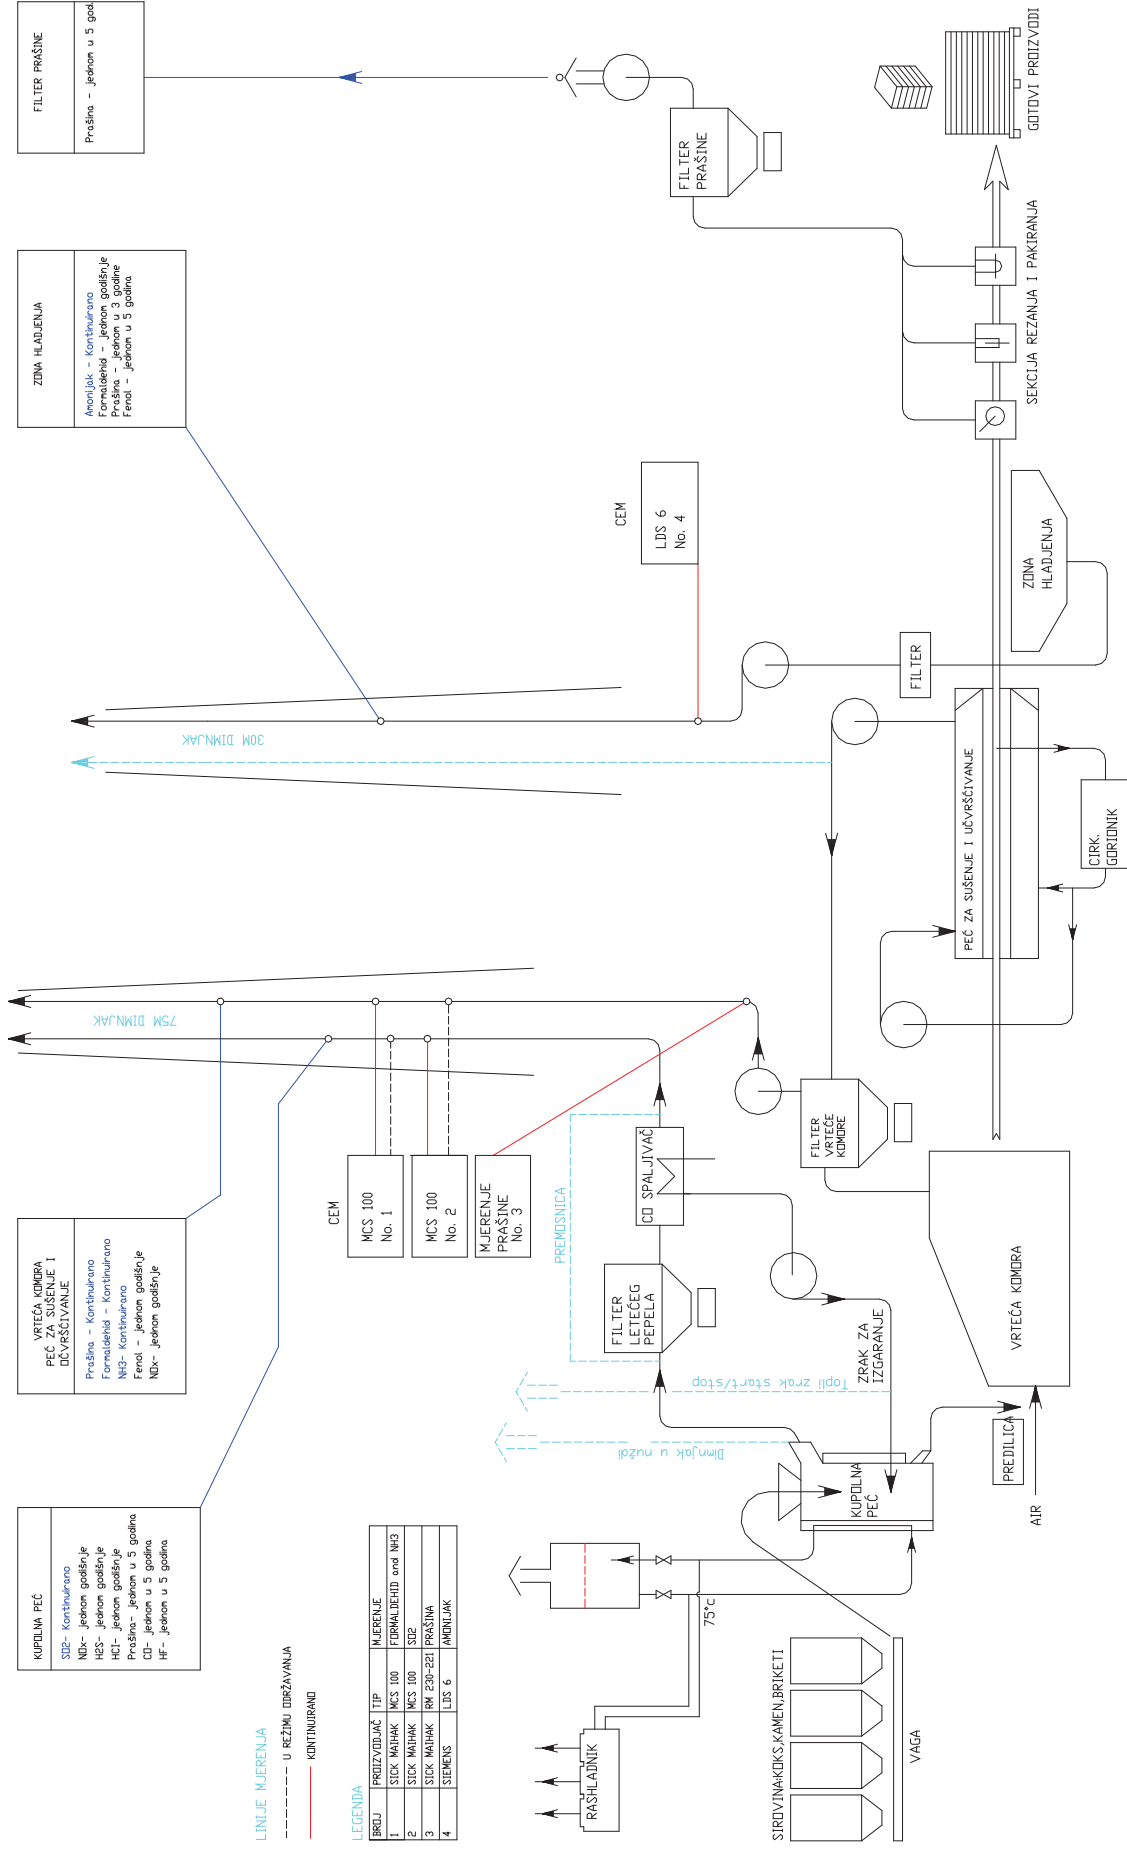 KUPOLNA PEĆ
SO2- Kontinuirano
NOx- jednom godišnje
H2S- jednom godišnje
HCl- jednom godišnje
Prašina- jednom u 5 godina
CO- jednom u 5 godina
HF- jednom u 5 godina
VRTEĆA KOMORA
PEĆ ZA SUŠENJE I
OČVRŠĆIVANJE
Prašina - Kontinuirano
Formaldehid - Kontinuirano
NH3- Kontinuirano
Fenol - jednom godišnje
NOx- jednom godišnje
ZONA HLADJENJA
Amonijak - Kontinuirano
Formaldehid - jednom godišnje
Prašina - jednom u 3 godine
Fenol - jednom u 5 godina
FILTER PRAŠINE
Prašina - jednom u 5 god.
LINIJE MJERENJA
U REŽIMU ODRŽAVANJA
KONTINUIRANO
LEGENDA
BROJ PROIZVODJAČ TIP MJERENJE
1 SICK MAIHAK MCS 100 FORMALDEHID and NH3
2 SICK MAIHAK MCS 100 SO2
3 SICK MAIHAK RM 230-221 PRAŠINA
4 SIEMENS LDS 6 AMONIJAK
75M DIMNJAK
30M DIMNJAK
CEM
MCS 100
No. 1
MCS 100
No. 2
MJERENJE
PRAŠINE
No. 3
CEM
LDS 6
No. 4
PREMOSNICA
FILTER
LETEĆEG
PEPELA
CO SPALJIVAČ
Dimnjak u nuždi
Topli zrak start/stop
ZRAK ZA
IZGARANJE
RASHLADNIK
75°c
SIROVINA:KOKS,KAMEN,BRIKETI
VAGA
KUPOLNA
PEĆ
PREDILICA
AIR
VRTEĆA KOMORA
FILTER
VRTEĆE
KOMORE
PEĆ ZA SUŠENJE I UČVRŠĆIVANJE
CIRK.
GORIONIK
FILTER
ZONA
HLADJENJA
FILTER
PRAŠINE
SEKCIJA REZANJA I PAKIRANJA
GOTOVI PROIZVODI